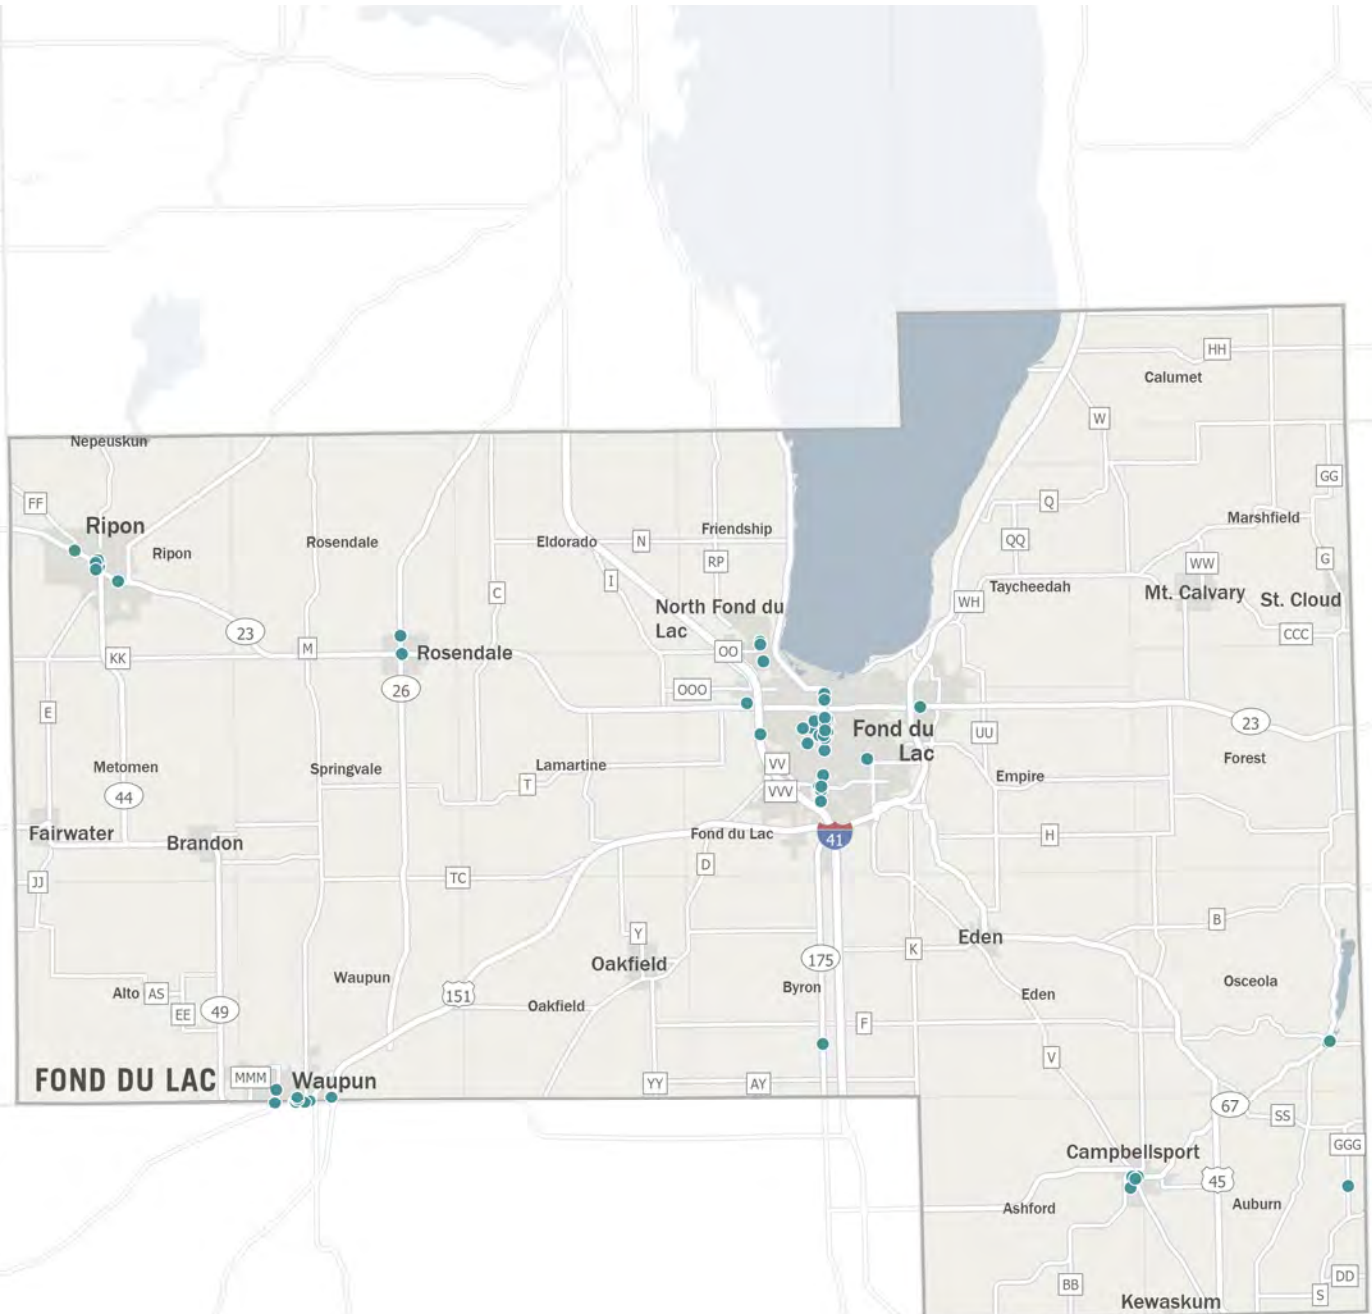 HH
Calumet
W
Nepeuskun
GG
FF
Q
Marshfield
Ripon
Friendship
Rosendale
Eldorado
N
QQ
Ripon
RP
WW
G
I
Taycheedah
C
Mt. Calvary
St. Cloud
WH
North Fond du
Lac
23
CCC
M
OO
KK
Rosendale
26
OOO
E
23
Fond du
Lac
UU
Forest
VV
Metomen
Springvale
Lamartine
Empire
T
VVV
44
Fairwater
Brandon
Fond du Lac
41
H
D
JJ
TC
B
Y
Eden
K
175
Oakfield
Waupun
Osceola
Byron
Alto
AS
151
Eden
Oakfield
49
EE
F
V
FOND DU LAC
MMM
Waupun
YY
AY
67
SS
GGG
Campbellsport
45
Ashford
Auburn
BB
DD
S
Kewaskum